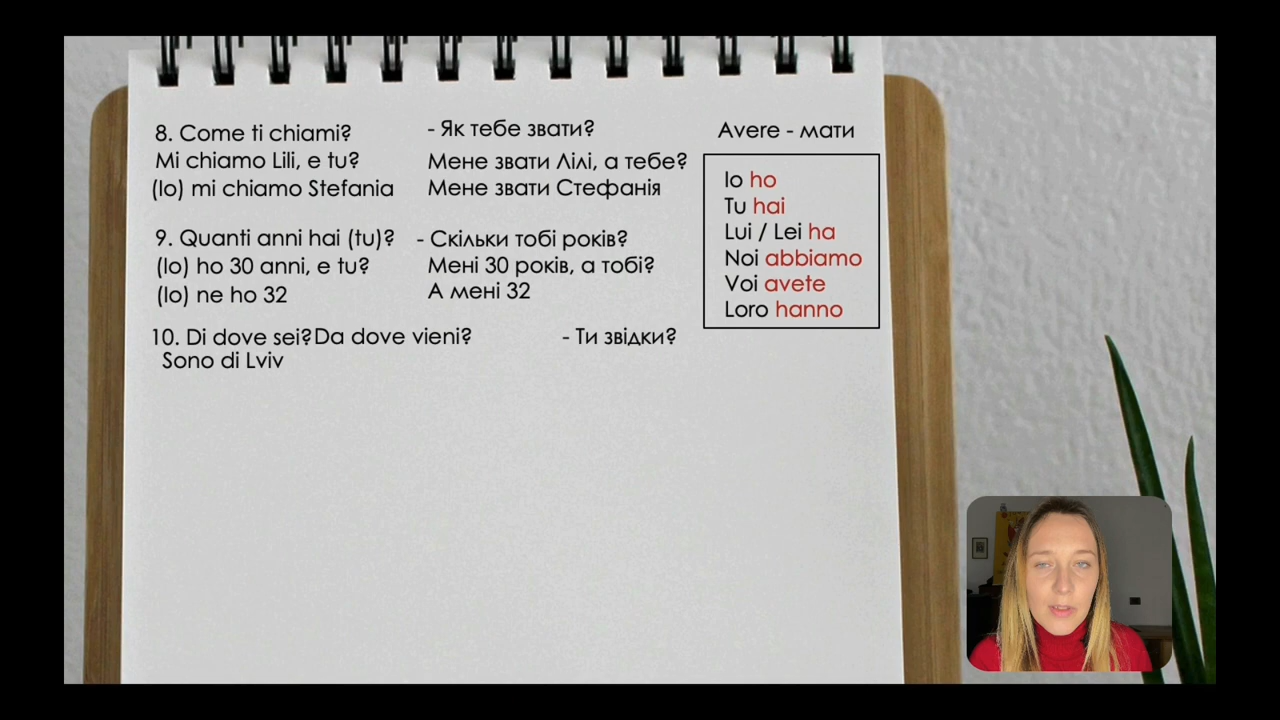 8. Come ti chiami?
Mi chiamo Lili, e tu?
(Io) mi chiamo Stefania
- Як тебе звати?
Мене звати Лілі, а тебе?
Мене звати Стефанія
9. Quanti anni hai (tu)?
(Io) ho 30 anni, e tu?
(Io) ne ho 32
- Скільки тобі років?
Мені 30 років, а тобі?
А мені 32
10. Di dove sei? Da dove vieni?
- Ти звідки?
Sono di Lviv
Avere - мати
Io ho
Tu hai
Lui / Lei ha
Noi abbiamo
Voi avete
Loro hanno